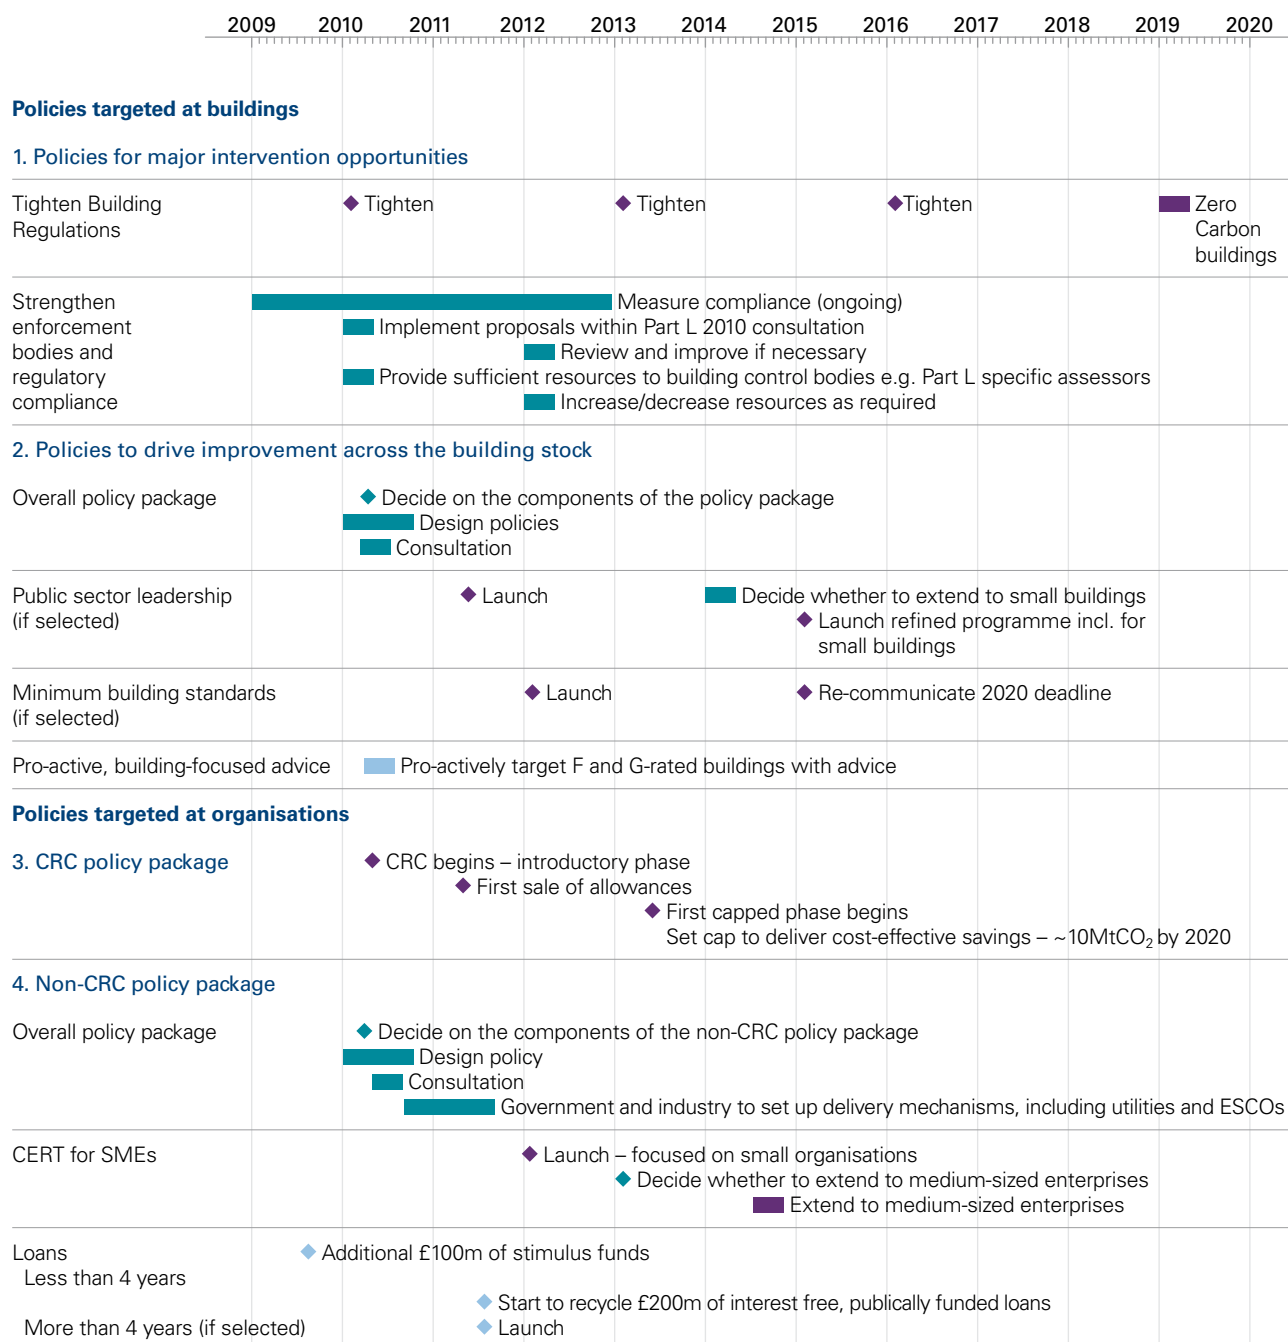 2009 2010 2011 2012 2013 2014 2015 2016 2017 2018 2019 2020
Policies targeted at buildings
1. Policies for major intervention opportunities
Tighten Building
Regulations
Tighten
Tighten
Tighten
Zero
Carbon
buildings
Strengthen
enforcement
bodies and
regulatory
compliance
Measure compliance (ongoing)
Implement proposals within Part L 2010 consultation
Review and improve if necessary
Provide sufficient resources to building control bodies e.g. Part L specific assessors
Increase/decrease resources as required
2. Policies to drive improvement across the building stock
Overall policy package
Decide on the components of the policy package
Design policies
Consultation
Public sector leadership
(if selected)
Launch
Decide whether to extend to small buildings
Launch refined programme incl. for
small buildings
Minimum building standards
(if selected)
Launch
Re-communicate 2020 deadline
Pro-active, building-focused advice
Pro-actively target F and G-rated buildings with advice
Policies targeted at organisations
3. CRC policy package
CRC begins – introductory phase
First sale of allowances
First capped phase begins
Set cap to deliver cost-effective savings – ~10MtCO₂ by 2020
4. Non-CRC policy package
Overall policy package
Decide on the components of the non-CRC policy package
Design policy
Consultation
Government and industry to set up delivery mechanisms, including utilities and ESCOs
CERT for SMEs
Launch – focused on small organisations
Decide whether to extend to medium-sized enterprises
Extend to medium-sized enterprises
Loans
Less than 4 years
Additional £100m of stimulus funds
Start to recycle £200m of interest free, publically funded loans
More than 4 years (if selected)
Launch